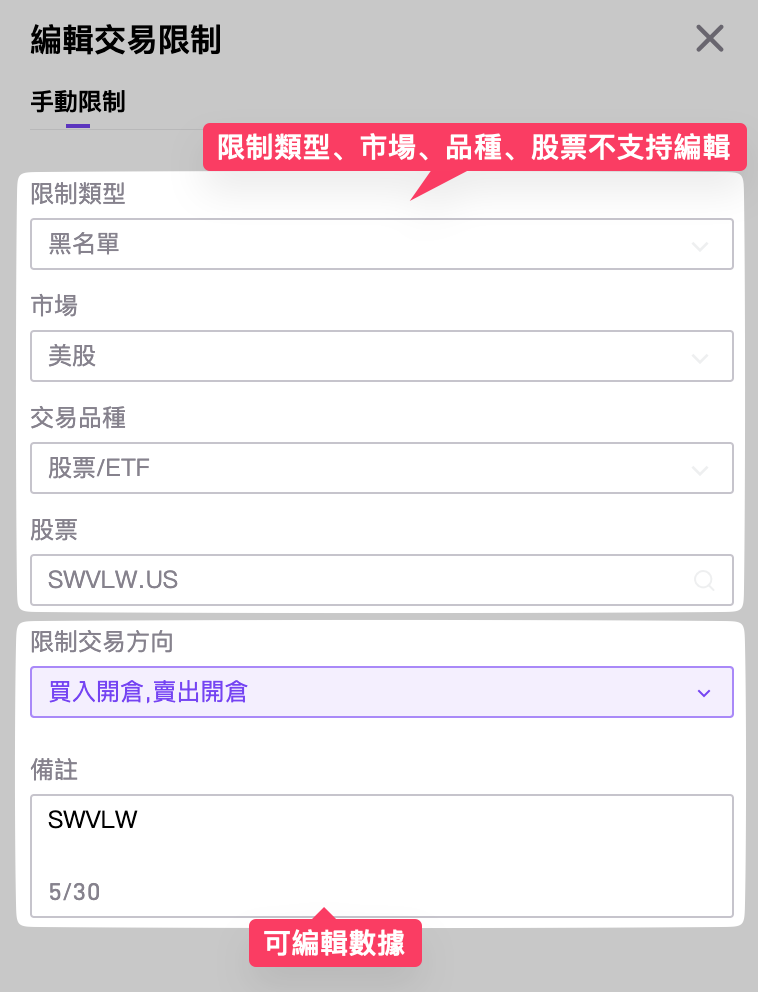 編輯交易限制
手動限制
限制類型、市場、品種、股票不支持編輯
限制類型
黑名單
市場
美股
交易品種
股票/ETF
股票
SWVLW.US
限制交易方向
買入開倉,賣出開倉
備註
SWVLW
5/30
可編輯數據